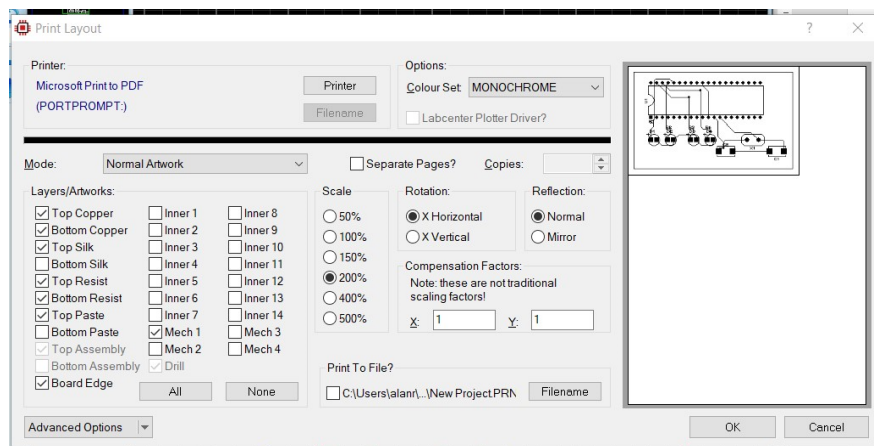 Print Layout
Printer:
Microsoft Print to PDF
(PORTPROMPT:)
Printer
Filename
Options:
Colour Set: MONOCHROME
Labcenter Plotter Driver?
Mode: Normal Artwork
Separate Pages? Copies:
Layers/Artworks:
Top Copper Inner 1 Inner 8
Bottom Copper Inner 2 Inner 9
Top Silk Inner 3 Inner 10
Bottom Silk Inner 4 Inner 11
Top Resist Inner 5 Inner 12
Bottom Resist Inner 6 Inner 13
Top Paste Inner 7 Inner 14
Bottom Paste Mech 1 Mech 3
Top Assembly Mech 2 Mech 4
Bottom Assembly Drill
Board Edge
All None
Scale
50%
100%
150%
200%
400%
500%
Rotation:
X Horizontal
X Vertical
Reflection:
Normal
Mirror
Compensation Factors:
Note: these are not traditional
scaling factors!
X: 1 Y: 1
Print To File?
C:\Users\alanr\...\New Project.PRN Filename
Advanced Options
OK Cancel